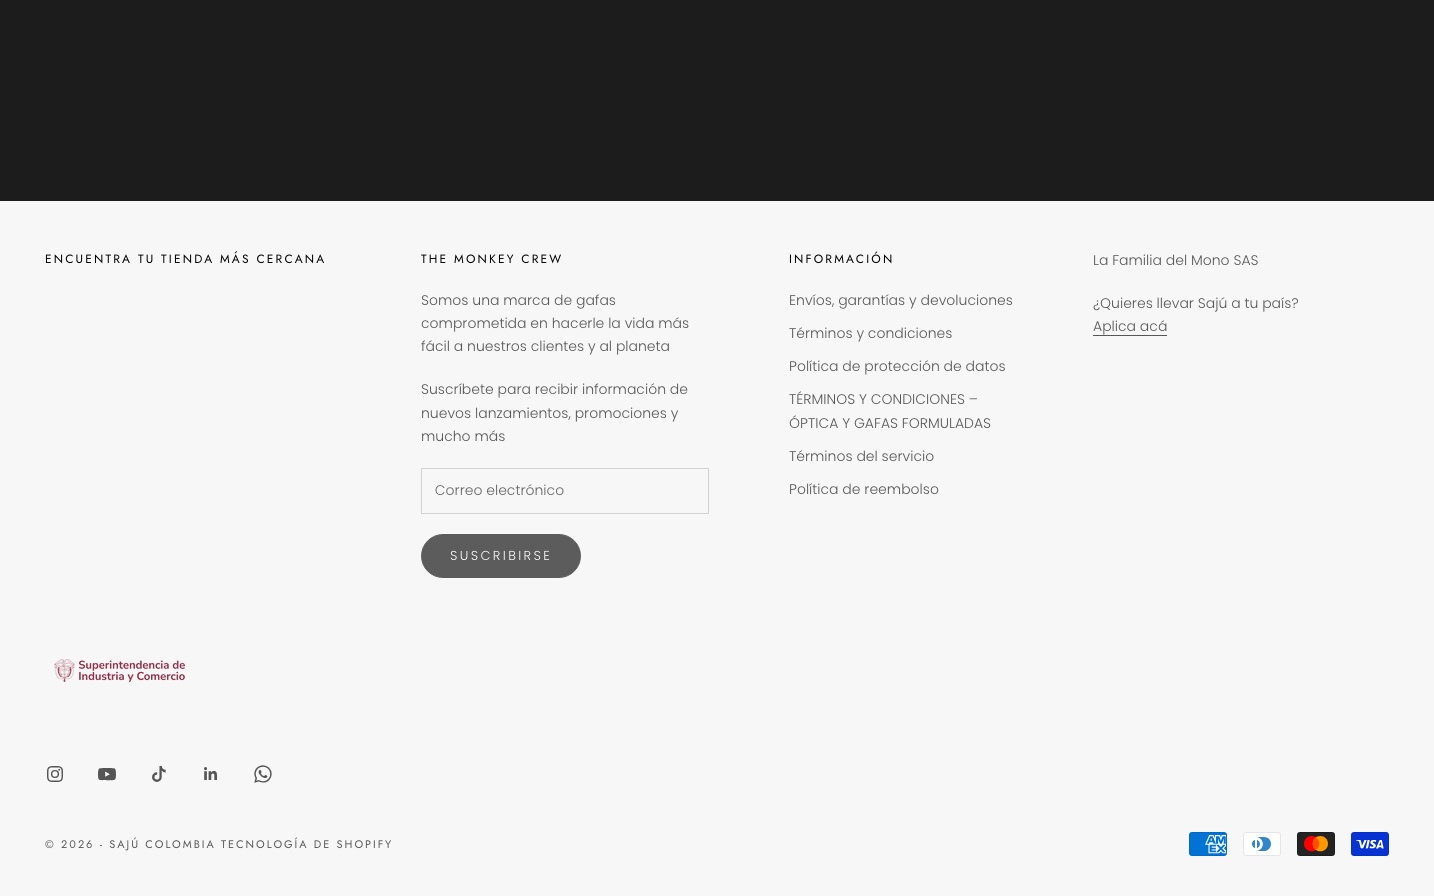 ENCUENTRA TU TIENDA MÁS CERCANA
THE MONKEY CREW
Somos una marca de gafas
comprometida en hacerle la vida más
fácil a nuestros clientes y al planeta
Suscríbete para recibir información de
nuevos lanzamientos, promociones y
mucho más
Correo electrónico
SUSCRIBIRSE
INFORMACIÓN
Envíos, garantías y devoluciones
Términos y condiciones
Política de protección de datos
TÉRMINOS Y CONDICIONES –
ÓPTICA Y GAFAS FORMULADAS
Términos del servicio
Política de reembolso
La Familia del Mono SAS
¿Quieres llevar Sajú a tu país?
Aplica acá
Superintendencia de
Industria y Comercio
in
© 2026 - SAJÚ COLOMBIA TECNOLOGÍA DE SHOPIFY
AM
EX
VISA